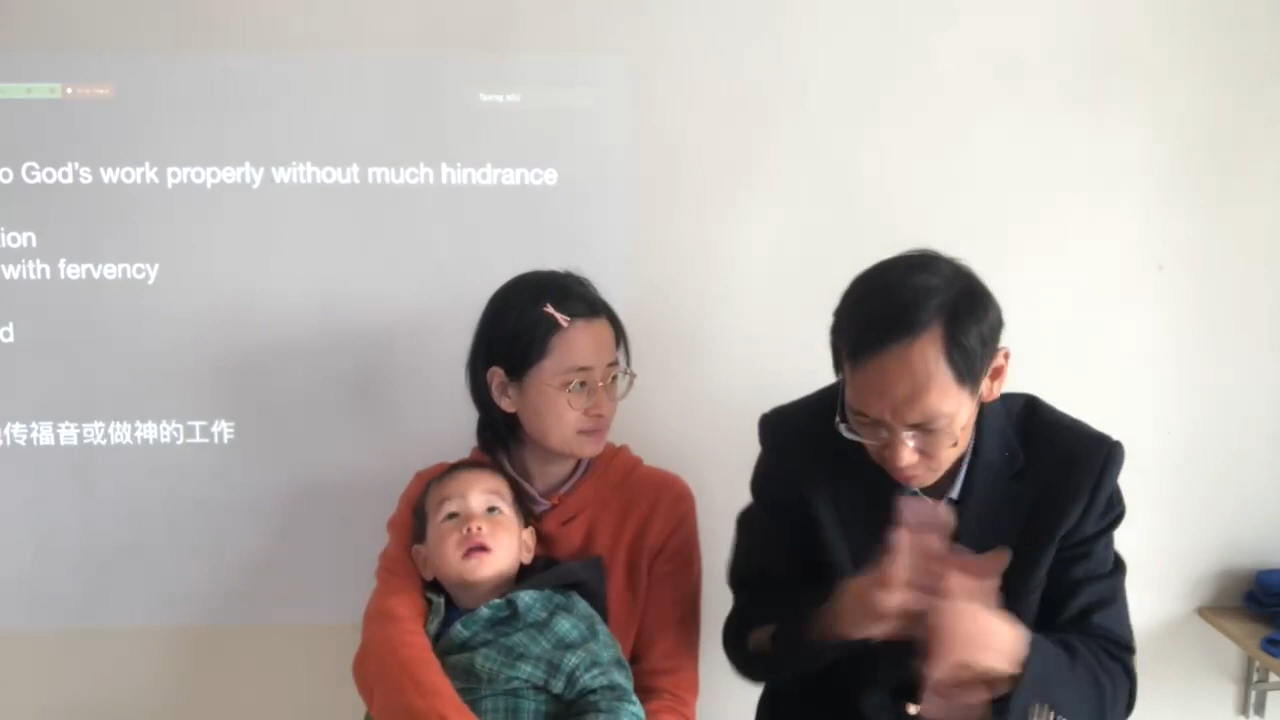 o God's work properly without much hindrance
ion
with fervency
d
传福音或做神的工作